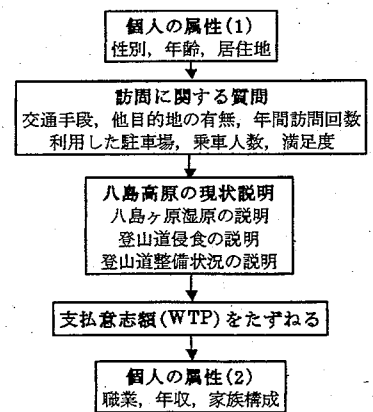 個人の属性(1)
性別，年齢，居住地
訪問に関する質問
交通手段，他目的地の有無，年間訪問回数
利用した駐車場，乗車人数，満足度
八島高原の現状説明
八島ヶ原湿原の説明
登山道侵食の説明
登山道整備状況の説明
支払意志額(WTP)をたずねる
個人の属性(2)
職業，年収，家族構成